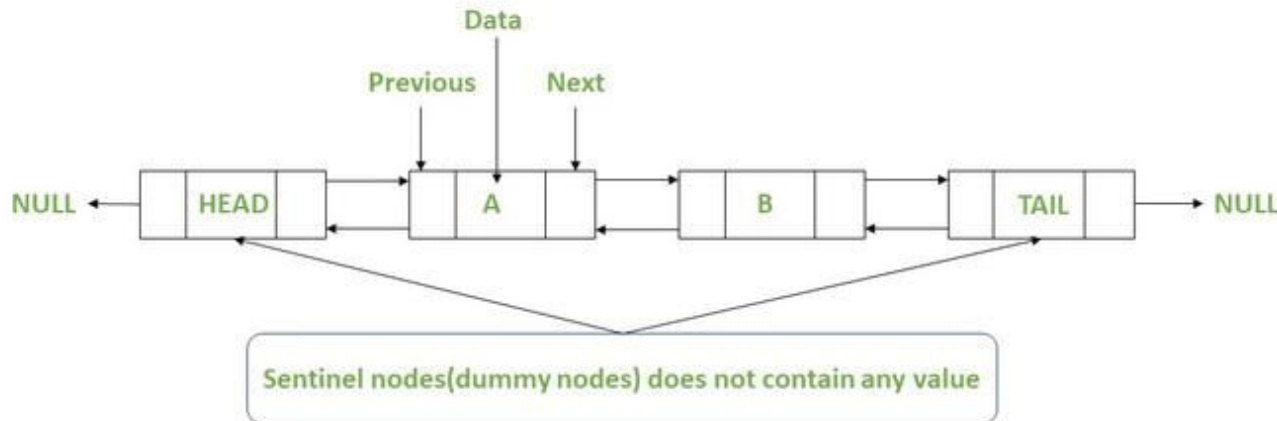 Data
Previous Next
NULL HEAD A B TAIL NULL
Sentinel nodes(dummy nodes) does not contain any value